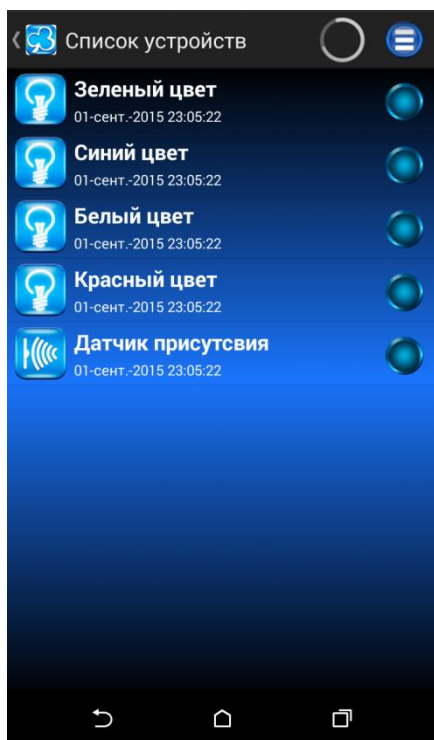 Список устройств
Зеленый цвет
01-сент.-2015 23:05:22
Синий цвет
01-сент.-2015 23:05:22
Белый цвет
01-сент.-2015 23:05:22
Красный цвет
01-сент.-2015 23:05:22
Датчик присутсвия
01-сент.-2015 23:05:22